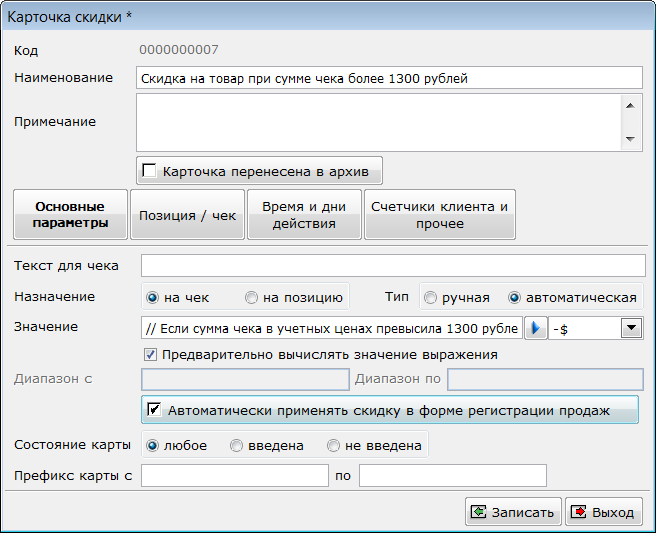 Карточка скидки *
Код 0000000007
Наименование Скидка на товар при сумме чека более 1300 рублей
Примечание
Карточка перенесена в архив
Основные параметры Позиция / чек Время и дни действия Счетчики клиента и прочее
Текст для чека
Назначение на чек на позицию Тип ручная автоматическая
Значение // Если сумма чека в учетных ценах превысила 1300 рубле -$
Предварительно вычислять значение выражения
Диапазон с Диапазон по
Автоматически применять скидку в форме регистрации продаж
Состояние карты любое введена не введена
Префикс карты с по
Записать Выход